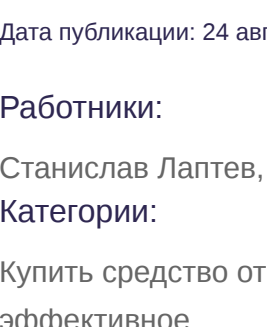 Дата публикации: 24 авг
Работники:
Станислав Лаптев,
Категории:
Купить средство от
эффективное